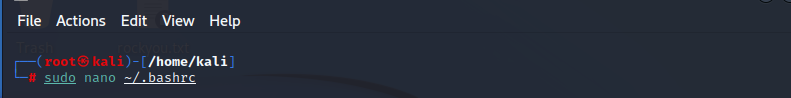 File Actions Edit View Help
┌──(root㉿kali)-[/home/kali]
└─# sudo nano ~/.bashrc